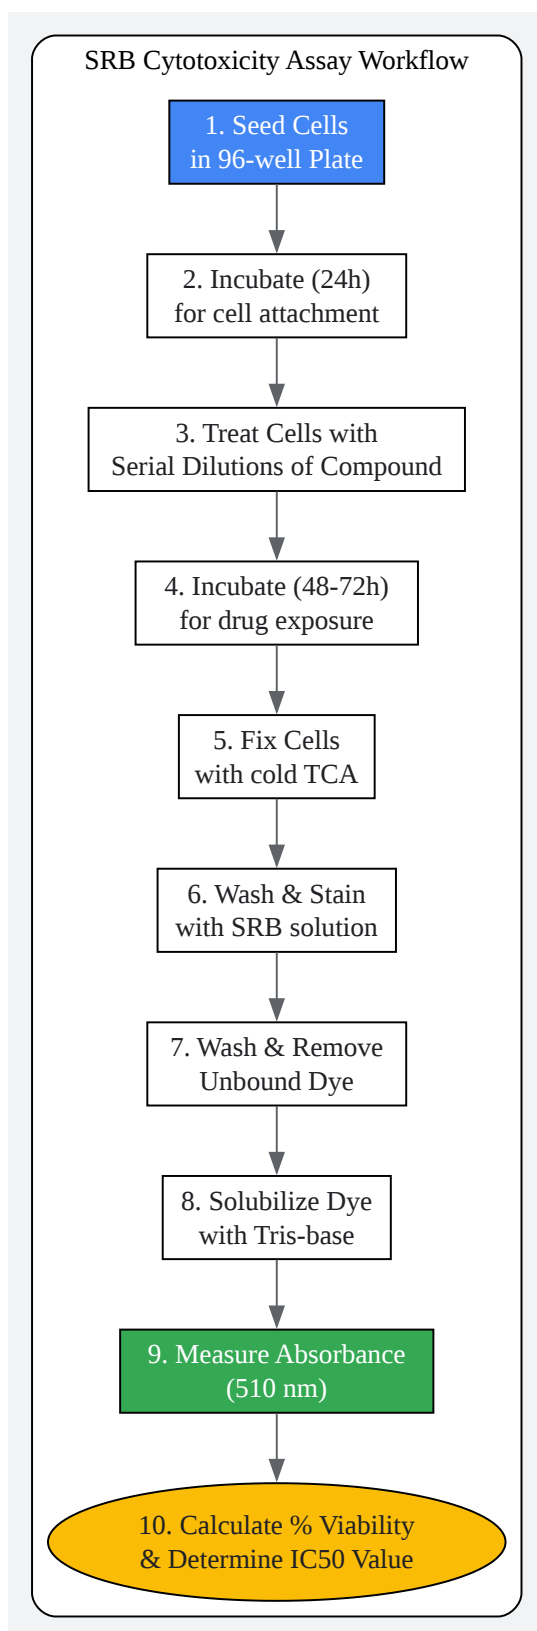 SRB Cytotoxicity Assay Workflow
1. Seed Cells
in 96-well Plate
2. Incubate (24h)
for cell attachment
3. Treat Cells with
Serial Dilutions of Compound
4. Incubate (48-72h)
for drug exposure
5. Fix Cells
with cold TCA
6. Wash & Stain
with SRB solution
7. Wash & Remove
Unbound Dye
8. Solubilize Dye
with Tris-base
9. Measure Absorbance
(510 nm)
10. Calculate % Viability
& Determine IC50 Value